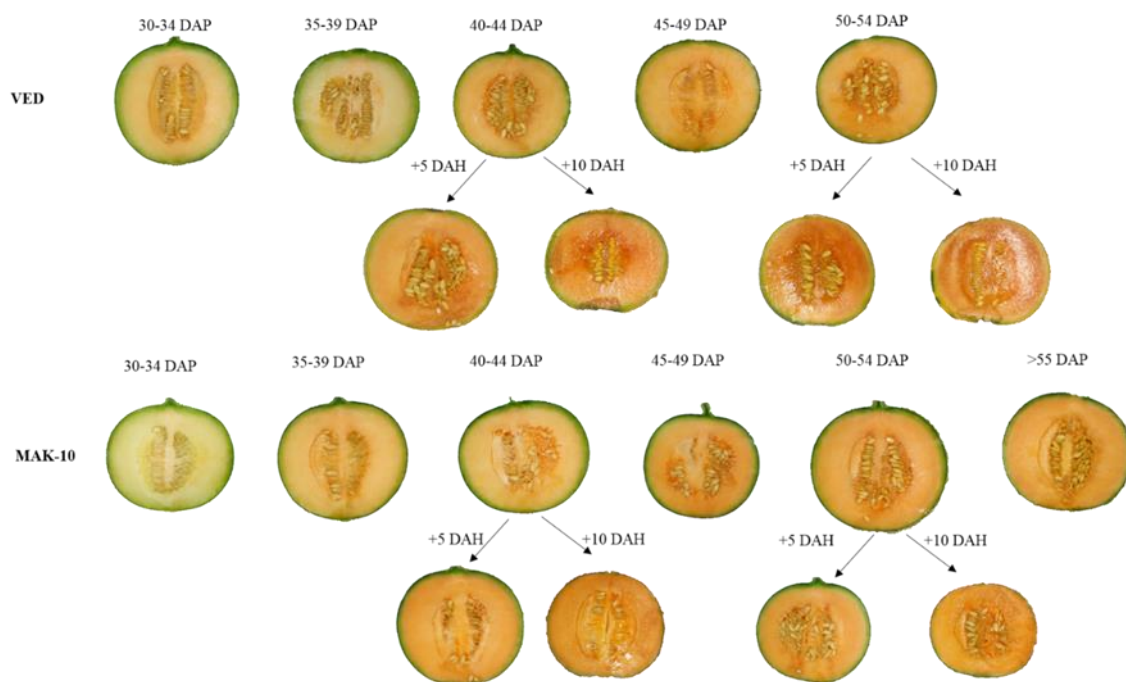 30-34 DAP 35-39 DAP 40-44 DAP 45-49 DAP 50-54 DAP
VED
+5 DAH +10 DAH +5 DAH +10 DAH
30-34 DAP 35-39 DAP 40-44 DAP 45-49 DAP 50-54 DAP >55 DAP
MAK-10
+5 DAH +10 DAH +5 DAH +10 DAH